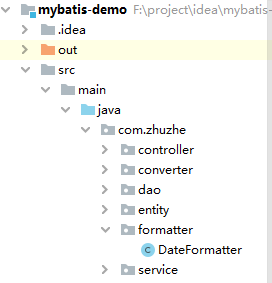 mybatis-demo F:\project\idea\mybatis-
.idea
out
src
main
java
com.zhuzhe
controller
converter
dao
entity
formatter
C DateFormatter
service